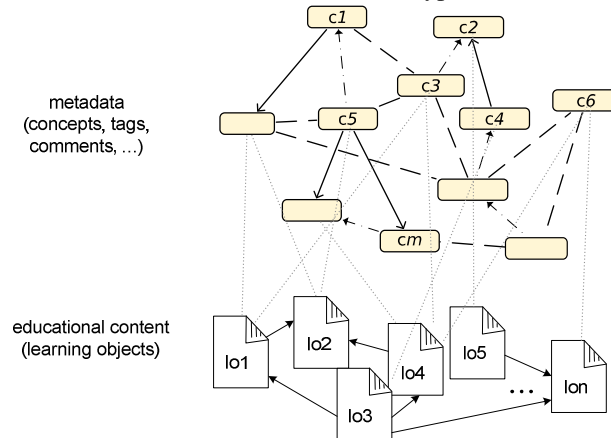 c1
c2
c3
c6
metadata
(concepts, tags,
comments, ...)
c5
c4
cm
educational content
(learning objects)
lo1
lo2
lo4
lo5
lo3
...
lon